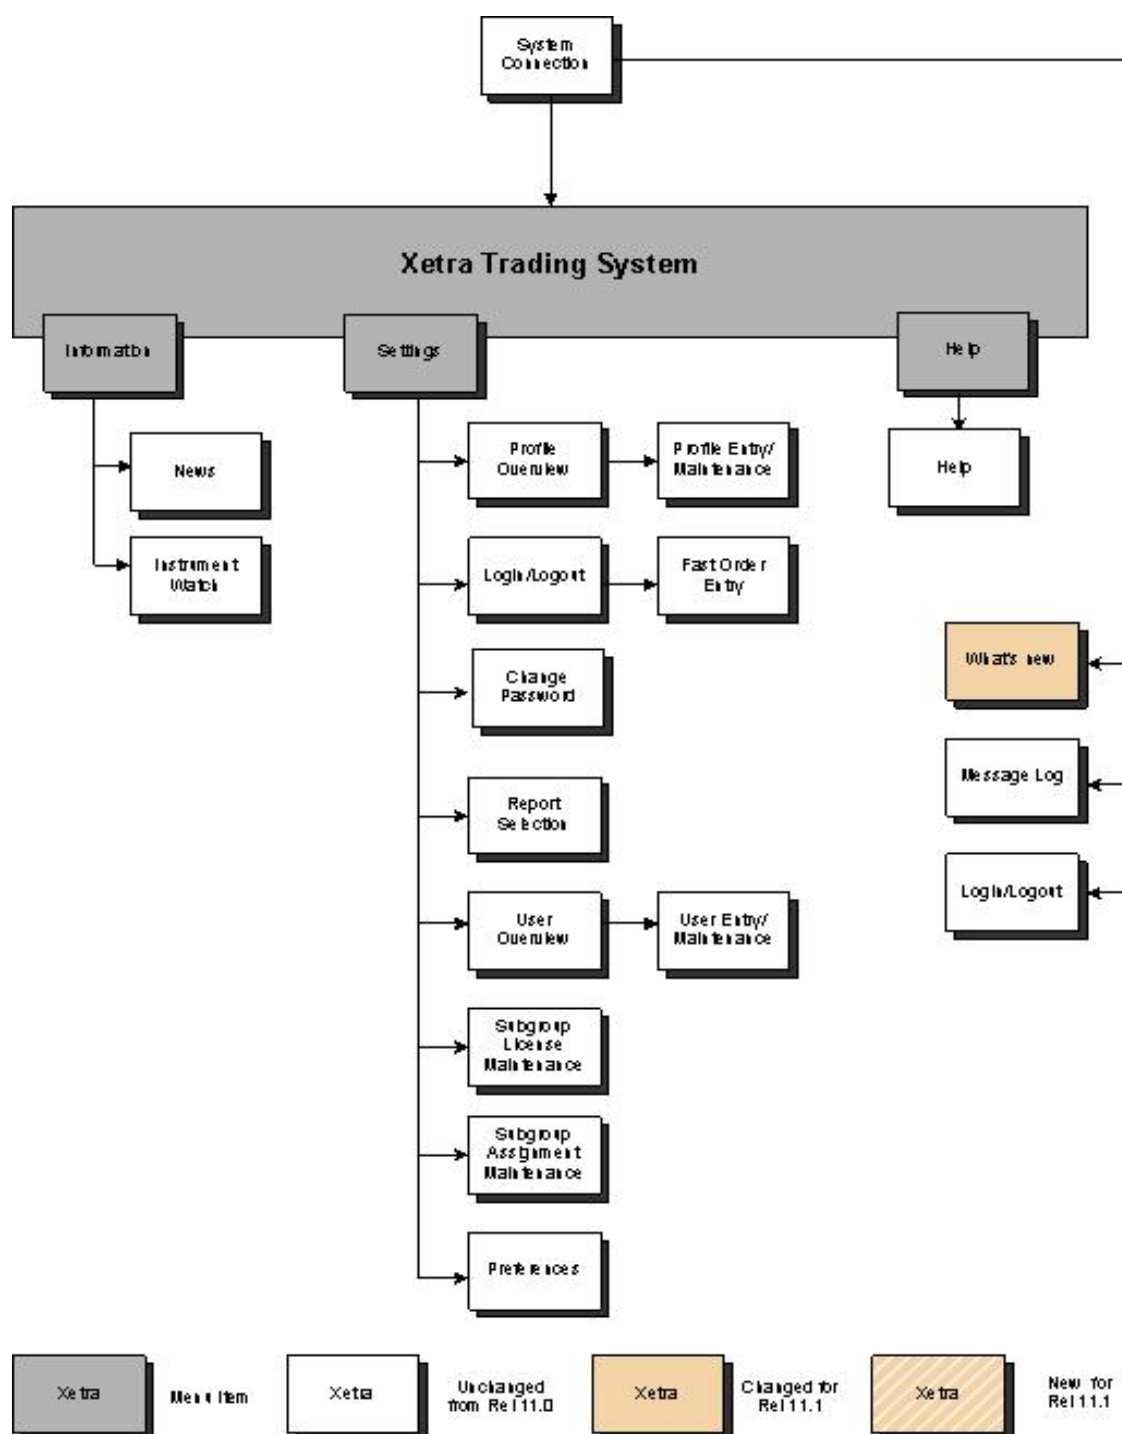 System
Connection
Xetra Trading System
Information
Settings
Help
News
Instrument
Watch
Profile
Overview
Profile Entry/
Maintenance
Help
Login/Logout
Fast Order
Entry
Change
Password
What's new
Message Log
Report
Selection
Login/Logout
User
Overview
User Entry/
Maintenance
Subgroup
License
Maintenance
Subgroup
Assignment
Maintenance
Preferences
Xetra
Menu Item
Xetra
Unchanged
from Rel 11.0
Xetra
Changed for
Rel 11.1
Xetra
New for
Rel 11.1